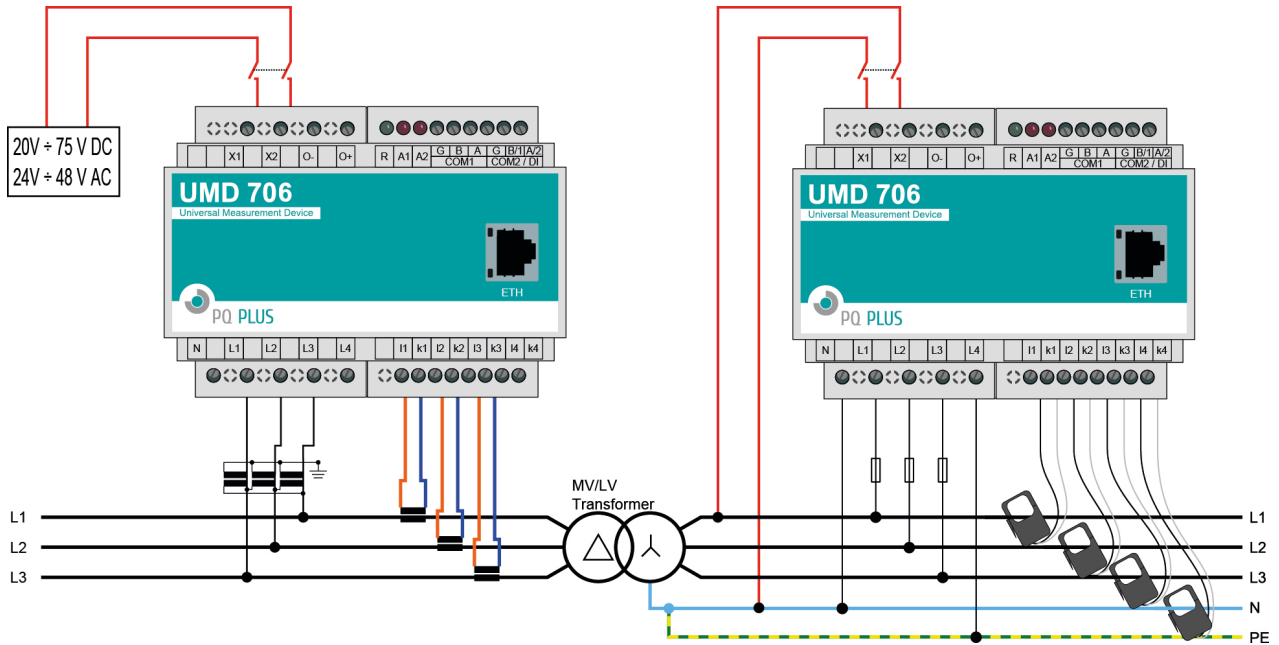 20V ÷ 75 V DC
24V ÷ 48 V AC
X1 X2 O- O+ R A1 A2 G B A G B/1 A/2
COM1 COM2 / DI
UMD 706
Universal Measurement Device
ETH
PQ PLUS
N L1 L2 L3 L4 I1 k1 I2 k2 I3 k3 I4 k4
X1 X2 O- O+ R A1 A2 G B A G B/1 A/2
COM1 COM2 / DI
UMD 706
Universal Measurement Device
ETH
PQ PLUS
N L1 L2 L3 L4 I1 k1 I2 k2 I3 k3 I4 k4
MV/LV
Transformer
L1
L2
L3
L1
L2
L3
N
PE